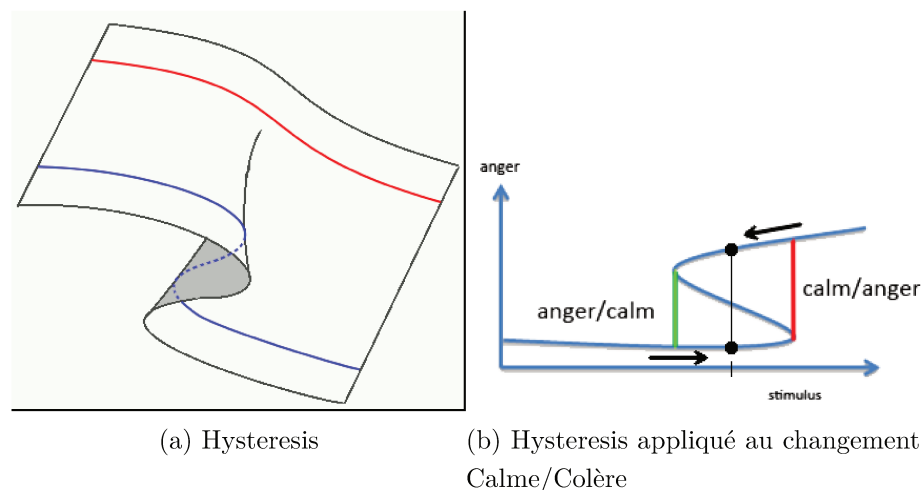 anger
anger/calm
calm/anger
stimulus
(a) Hysteresis
(b) Hysteresis appliqué au changement
Calme/Colère